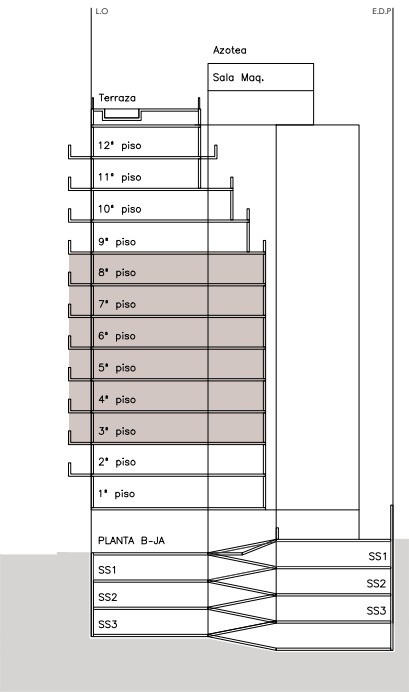 L.O
E.D.P
Azotea
Sala Maq.
Terraza
12° piso
11° piso
10° piso
9° piso
8° piso
7° piso
6° piso
5° piso
4° piso
3° piso
2° piso
1° piso
PLANTA B-JA
SS1
SS1
SS2
SS2
SS3
SS3